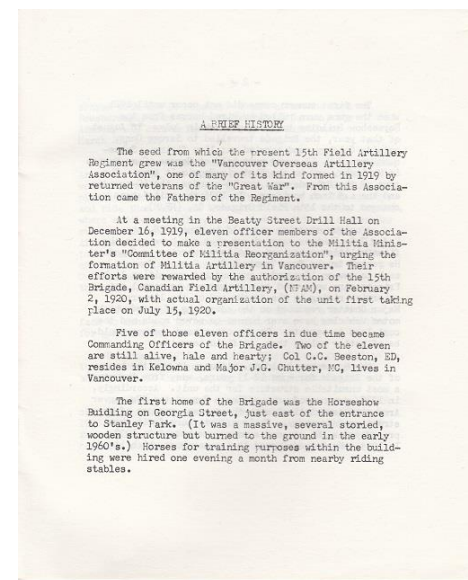 A BRIEF HISTORY
The seed from which the present 15th Field Artillery
Regiment grew was the "Vancouver Overseas Artillery
Association", one of many of its kind formed in 1919 by
returned veterans of the "Great War". From this Associa-
tion came the Fathers of the Regiment.
At a meeting in the Beatty Street Drill Hall on
December 16, 1919, eleven officer members of the Associa-
tion decided to make a presentation to the Militia Minis-
ter's "Committee of Militia Reorganization", urging the
formation of Militia Artillery in Vancouver. Their
efforts were rewarded by the authorization of the 15th
Brigade, Canadian Field Artillery, (NPAM), on February
2, 1920, with actual organization of the unit first taking
place on July 15, 1920.
Five of those eleven officers in due time became
Commanding Officers of the Brigade. Two of the eleven
are still alive, hale and hearty; Col C.C. Beeston, ED,
resides in Kelowna and Major J.G. Chutter, MC, lives in
Vancouver.
The first home of the Brigade was the Horseshow
Buidling on Georgia Street, just east of the entrance
to Stanley Park. (It was a massive, several storied,
wooden structure but burned to the ground in the early
1960's.) Horses for training purposes within the build-
ing were hired one evening a month from nearby riding
stables.